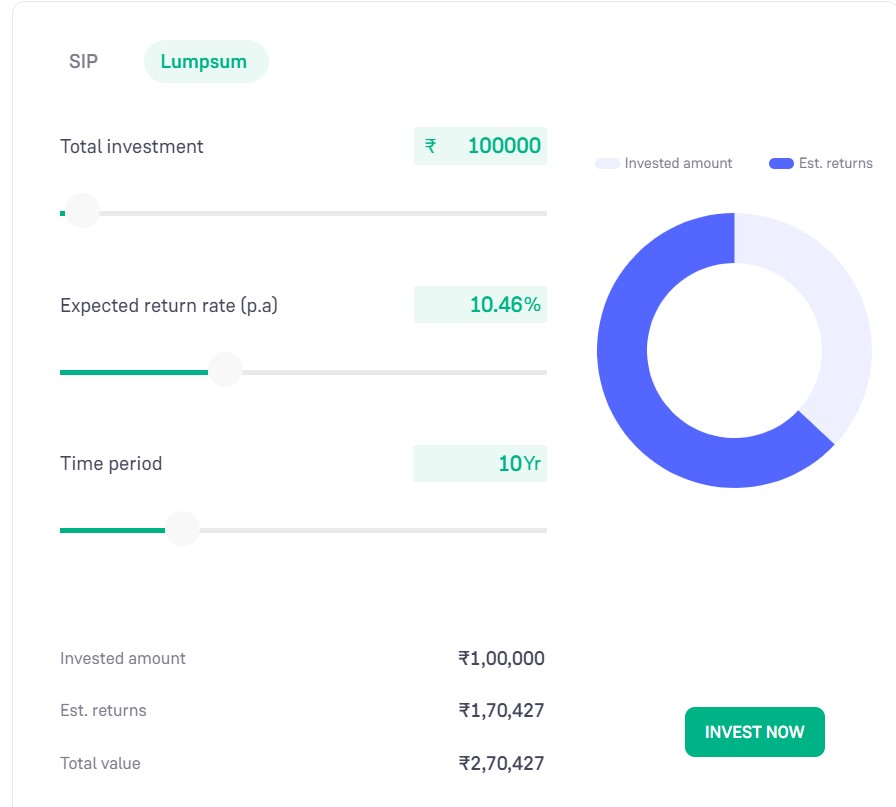 SIP Lumpsum
Total investment ₹ 100000
Invested amount Est. returns
Expected return rate (p.a) 10.46%
Time period 10Yr
Invested amount ₹1,00,000
Est. returns ₹1,70,427
INVEST NOW
Total value ₹2,70,427